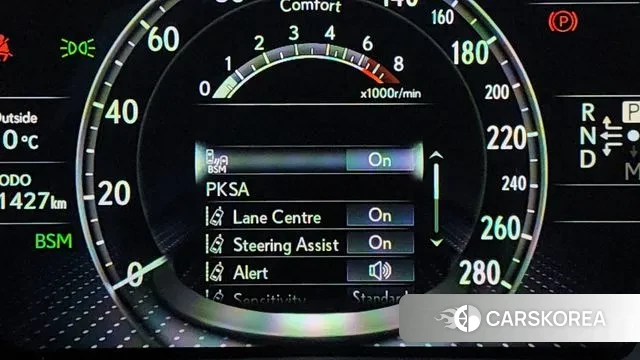 Comfort
140
160
60
180
1
2
3
4
6
8
0
x1000r/min
200
Outside
0°C
40
220
R
P
N
D
M
BSM
On
PKSA
ODO
1427km
20
240
Lane Centre
On
BSM
Steering Assist
On
260
Alert
0
280
Sensitivity
Standard
CARSKOREA